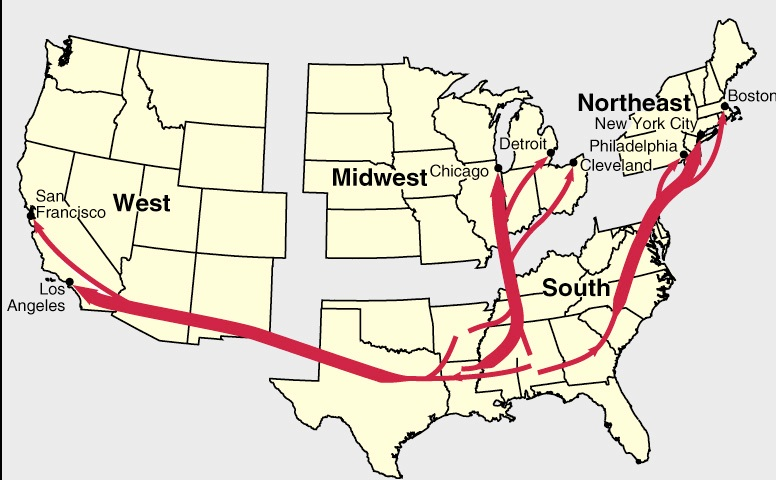 Boston
Northeast
New York City
Detroit
Philadelphia
Cleveland
Midwest
Chicago
San
Francisco
West
Los
Angeles
South